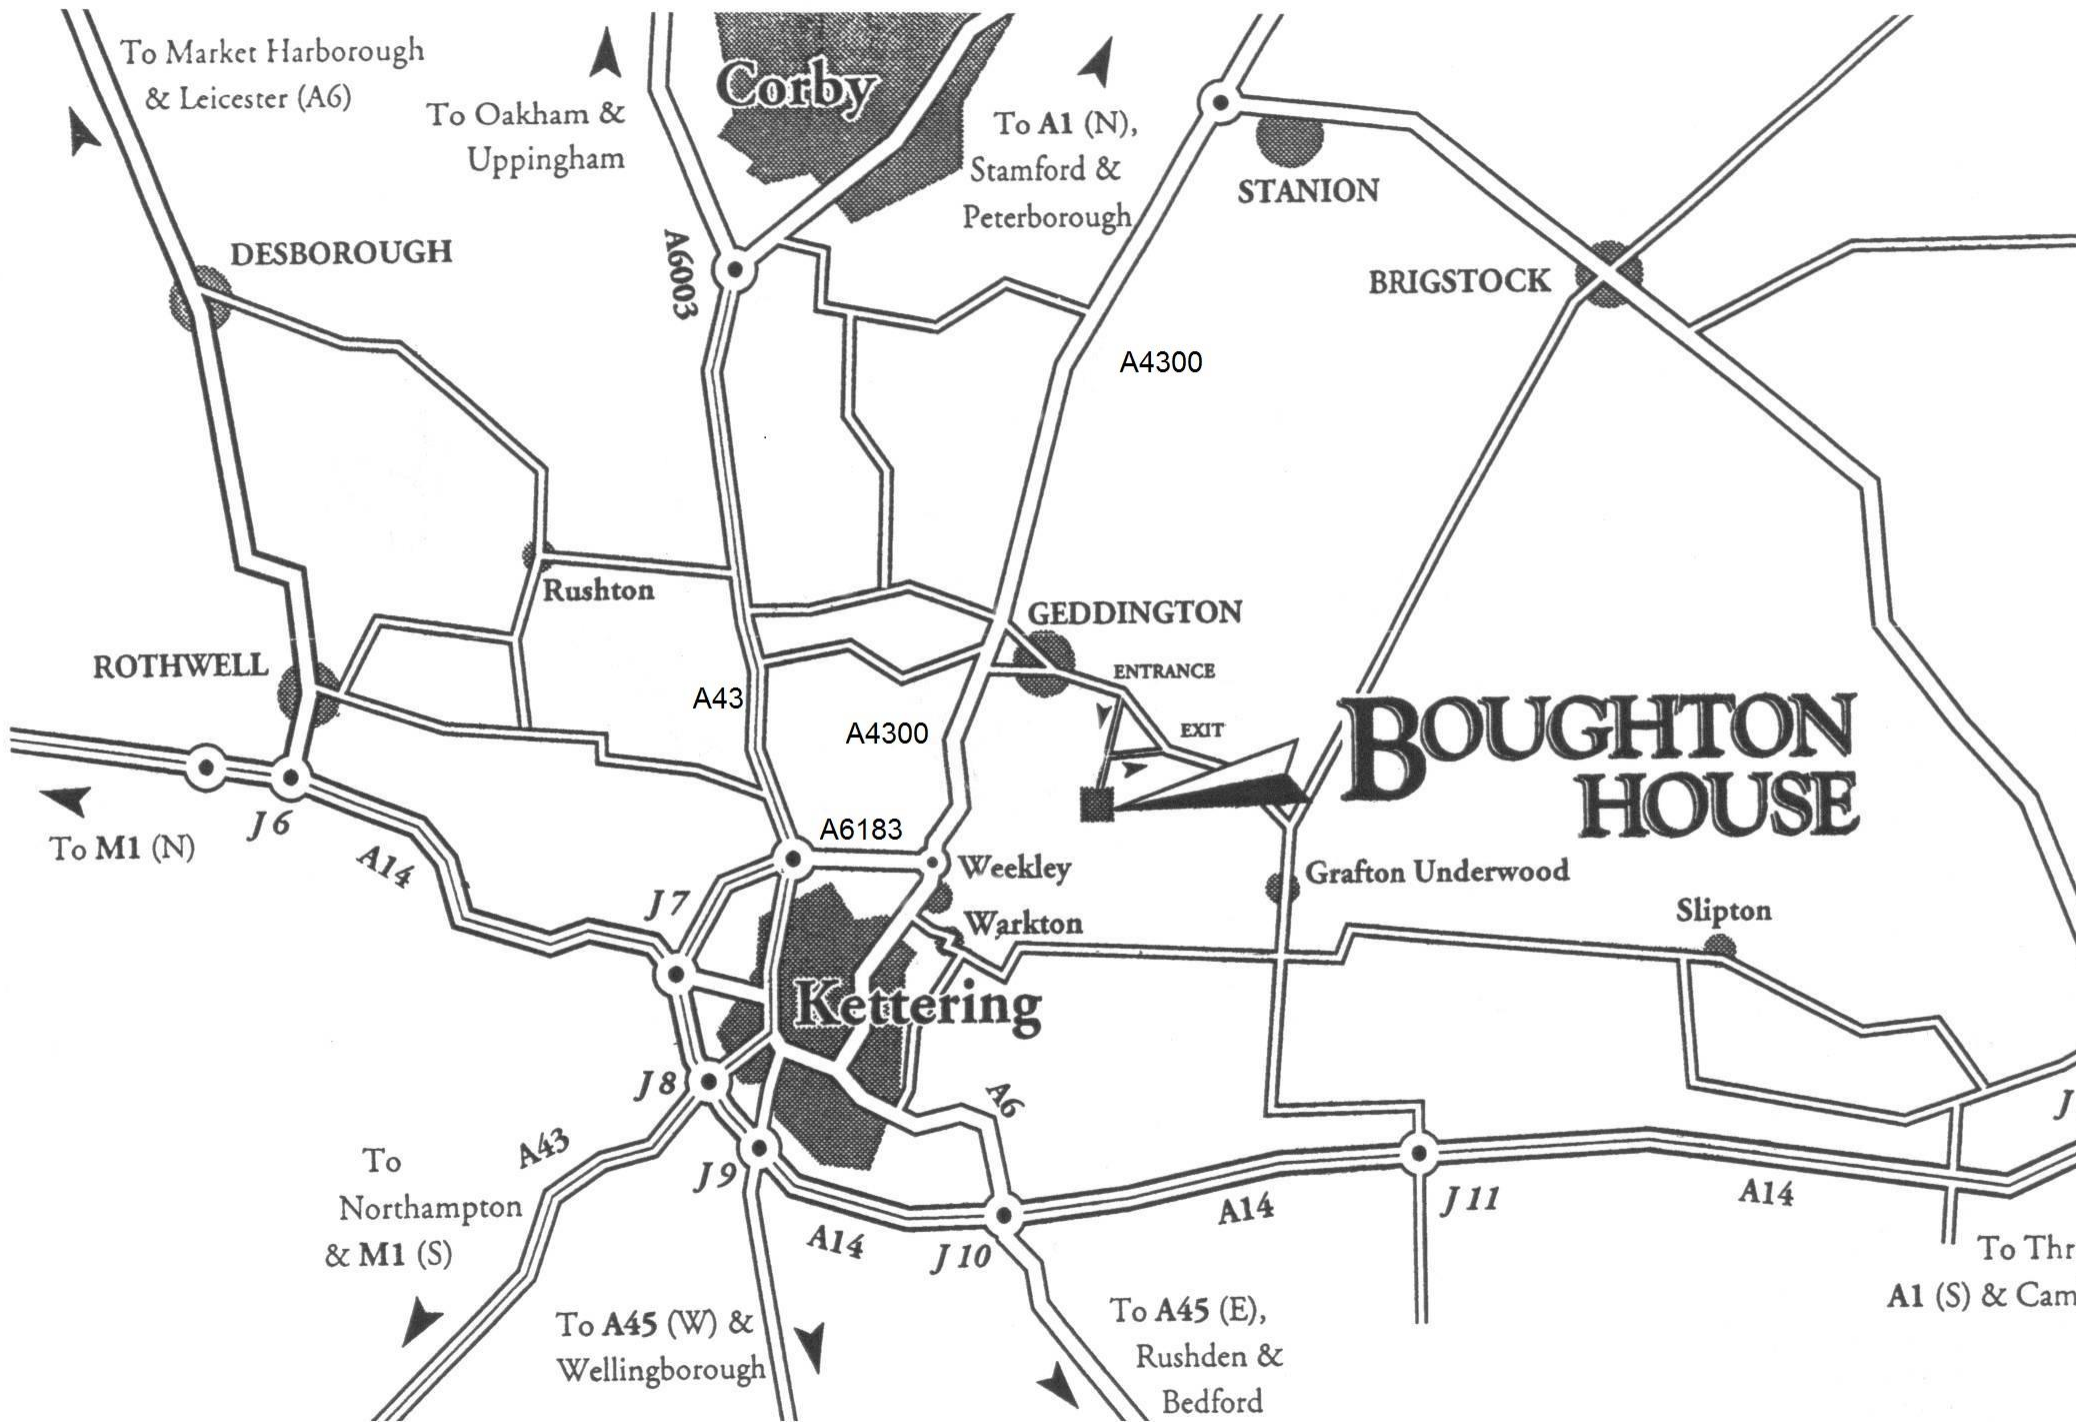 To Market Harborough
& Leicester (A6)
To Oakham &
Uppingham
Corby
To A1 (N),
Stamford &
Peterborough
STANION
DESBOROUGH
A6003
BRIGSTOCK
A4300
Rushton
GEDDINGTON
ROTHWELL
ENTRANCE
A43
A4300
EXIT
BOUGHTON
HOUSE
J6
To M1 (N)
A14
A6183
J7
Weekley
Warkton
Grafton Underwood
Slipton
Kettering
J8
A6
J
A43
J9
To
Northampton
& M1 (S)
A14
J10
A14
J11
A14
To Thr
A1 (S) & Cam
To A45 (W) &
Wellingborough
To A45 (E),
Rushden &
Bedford